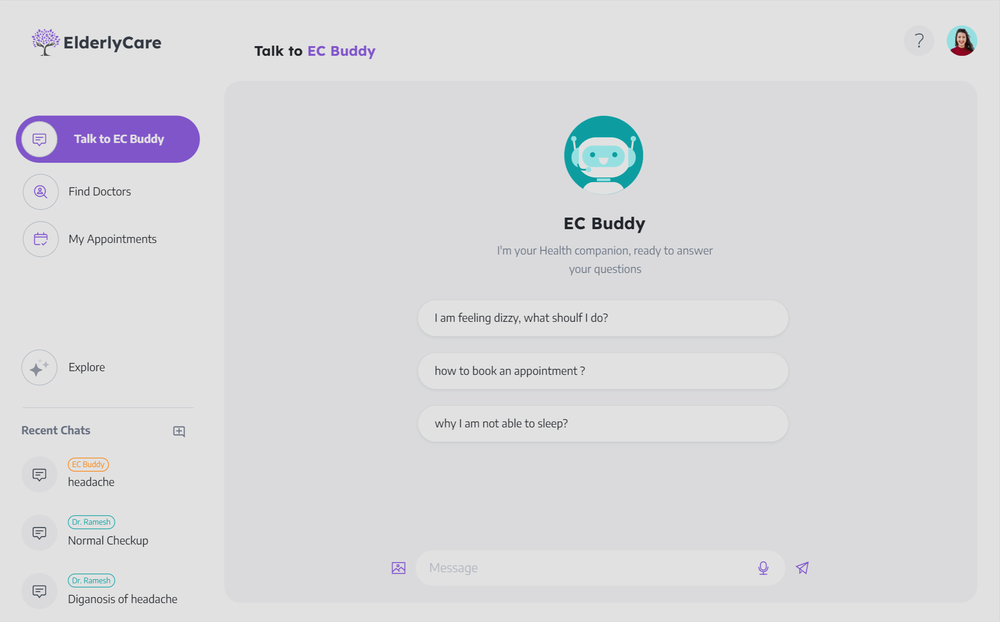 ElderlyCare
Talk to EC Buddy
?
Talk to EC Buddy
Find Doctors
My Appointments
Explore
Recent Chats
EC Buddy
headache
Dr. Ramesh
Normal Checkup
Dr. Ramesh
Diganosis of headache
EC Buddy
I'm your Health companion, ready to answer
your questions
I am feeling dizzy, what shoulf I do?
how to book an appointment ?
why I am not able to sleep?
Message